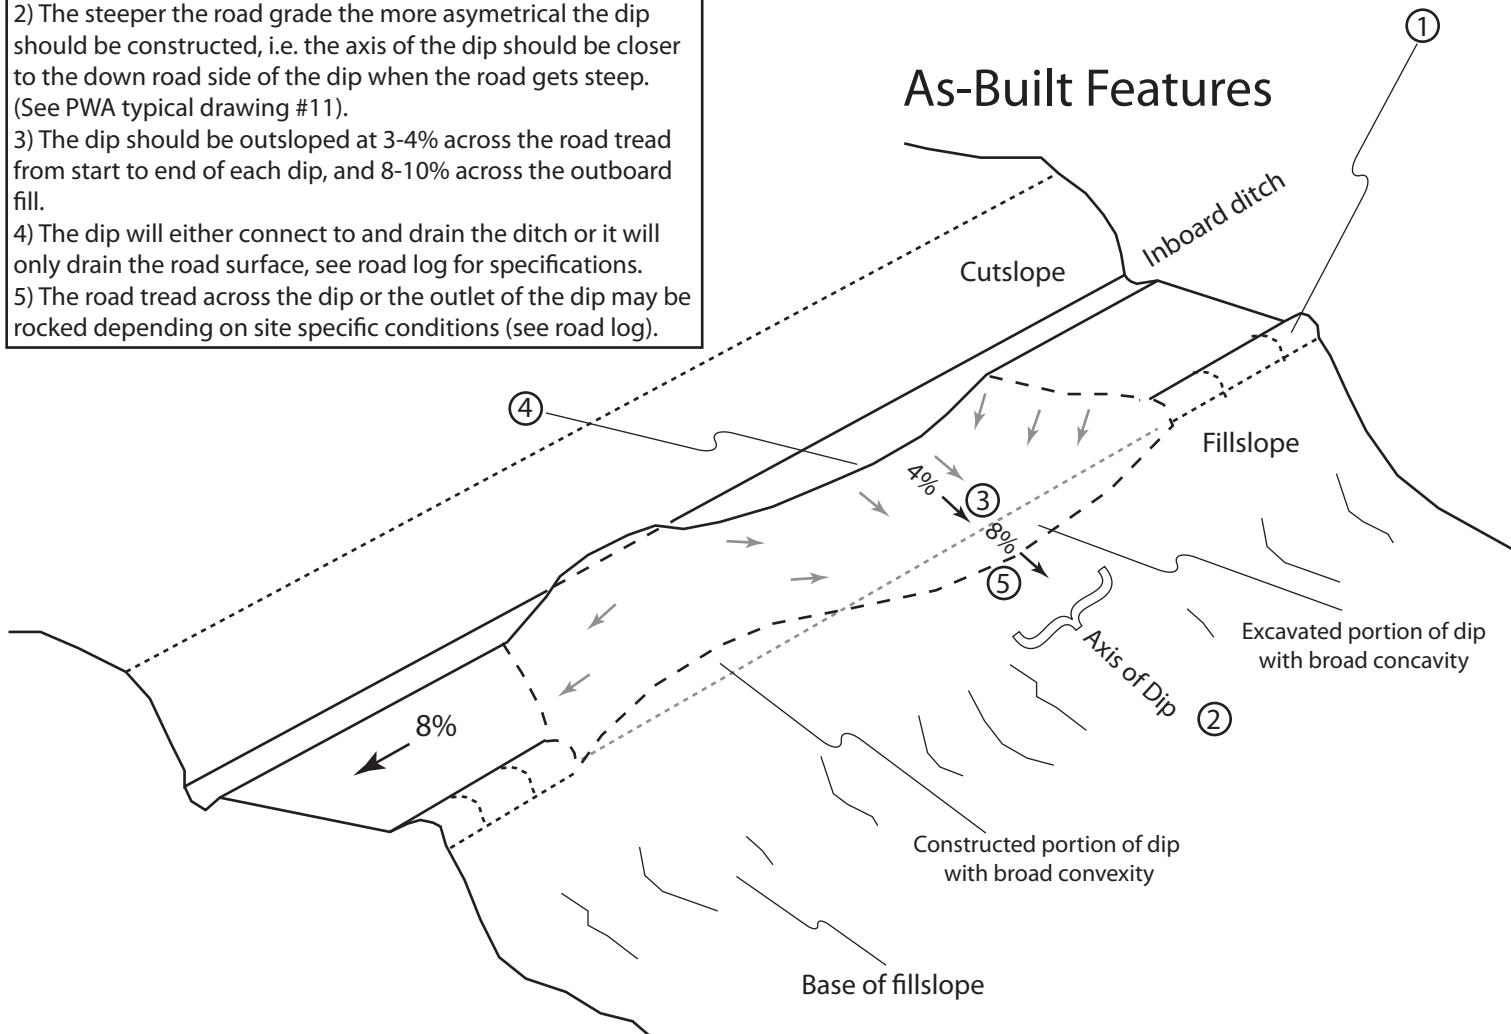 2) The steeper the road grade the more asymetrical the dip
should be constructed, i.e. the axis of the dip should be closer
to the down road side of the dip when the road gets steep.
(See PWA typical drawing #11).
3) The dip should be outsloped at 3-4% across the road tread
from start to end of each dip, and 8-10% across the outboard
fill.
4) The dip will either connect to and drain the ditch or it will
only drain the road surface, see road log for specifications.
5) The road tread across the dip or the outlet of the dip may be
rocked depending on site specific conditions (see road log).
1
As-Built Features
Inboard ditch
Cutslope
4
Fillslope
4%
3
8%
5
Excavated portion of dip
with broad concavity
Axis of Dip
2
8%
Constructed portion of dip
with broad convexity
Base of fillslope